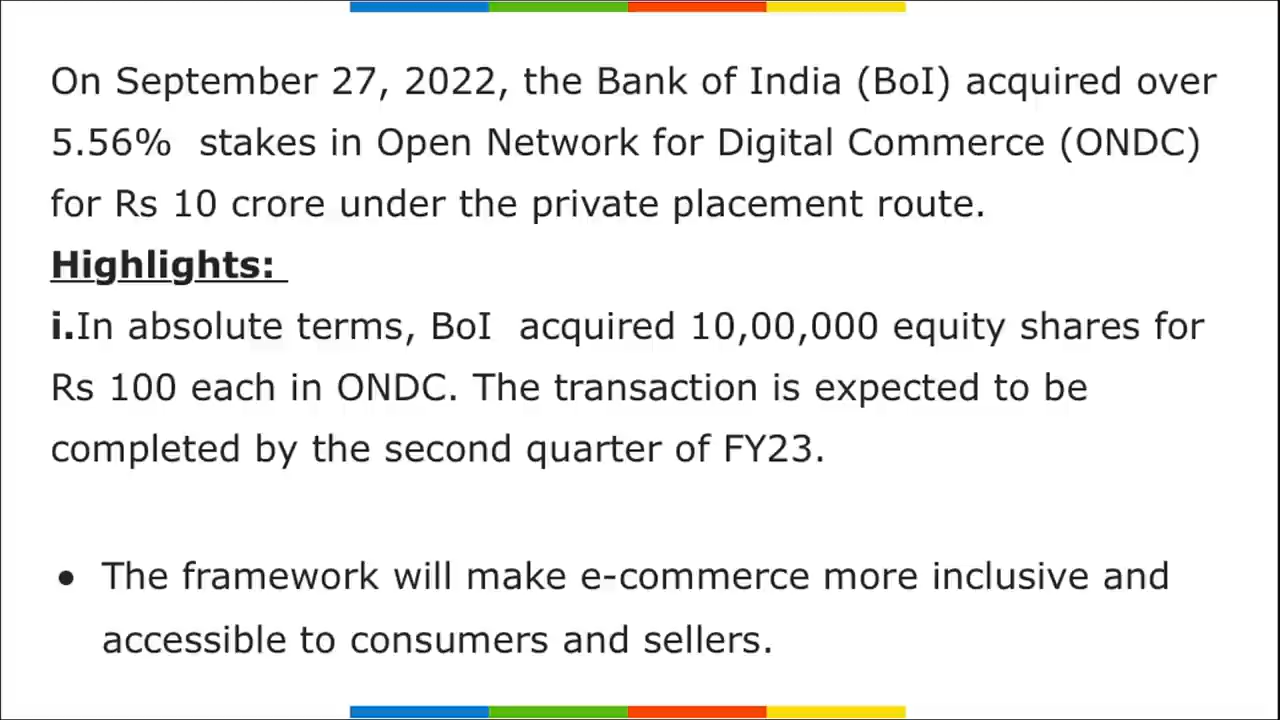 On September 27, 2022, the Bank of India (BoI) acquired over
5.56%  stakes in Open Network for Digital Commerce (ONDC)
for Rs 10 crore under the private placement route.
Highlights:
i.In absolute terms, BoI  acquired 10,00,000 equity shares for
Rs 100 each in ONDC. The transaction is expected to be
completed by the second quarter of FY23.
● The framework will make e-commerce more inclusive and
accessible to consumers and sellers.